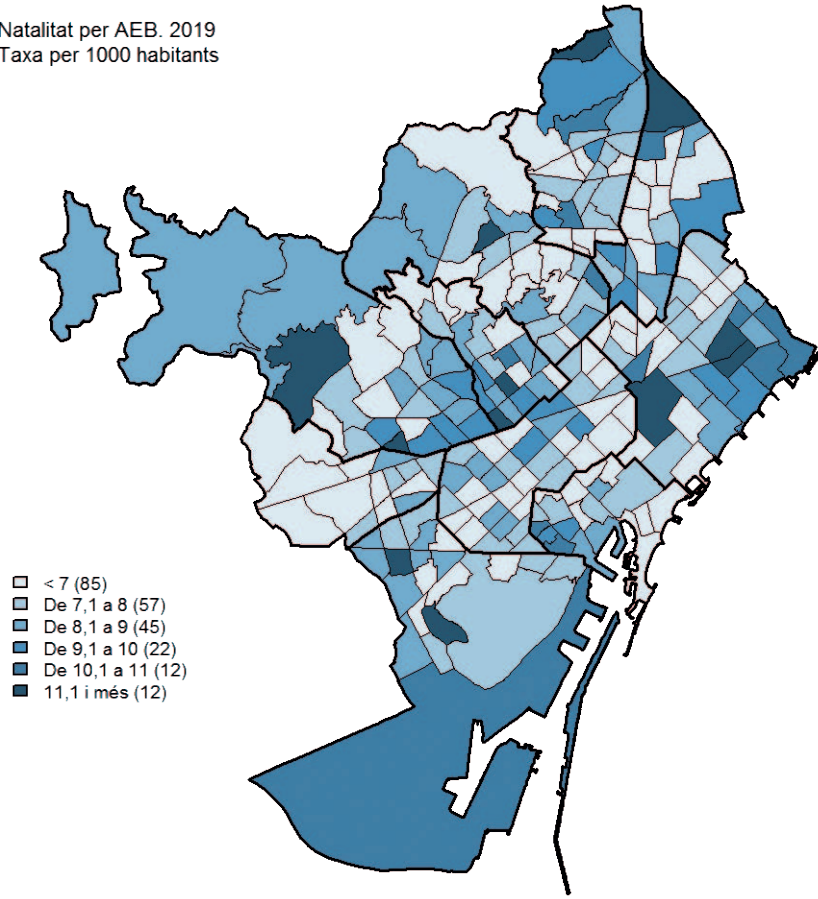 Natalitat per AEB. 2019
Taxa per 1000 habitants
< 7 (85)
De 7,1 a 8 (57)
De 8,1 a 9 (45)
De 9,1 a 10 (22)
De 10,1 a 11 (12)
11,1 i més (12)